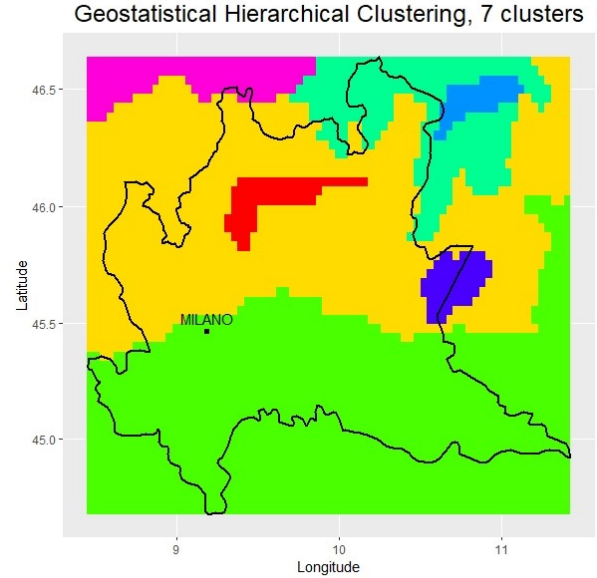 Geostatistical Hierarchical Clustering, 7 clusters
46.5
46.0
45.5
45.0
Latitude
MILANO
9
10
11
Longitude